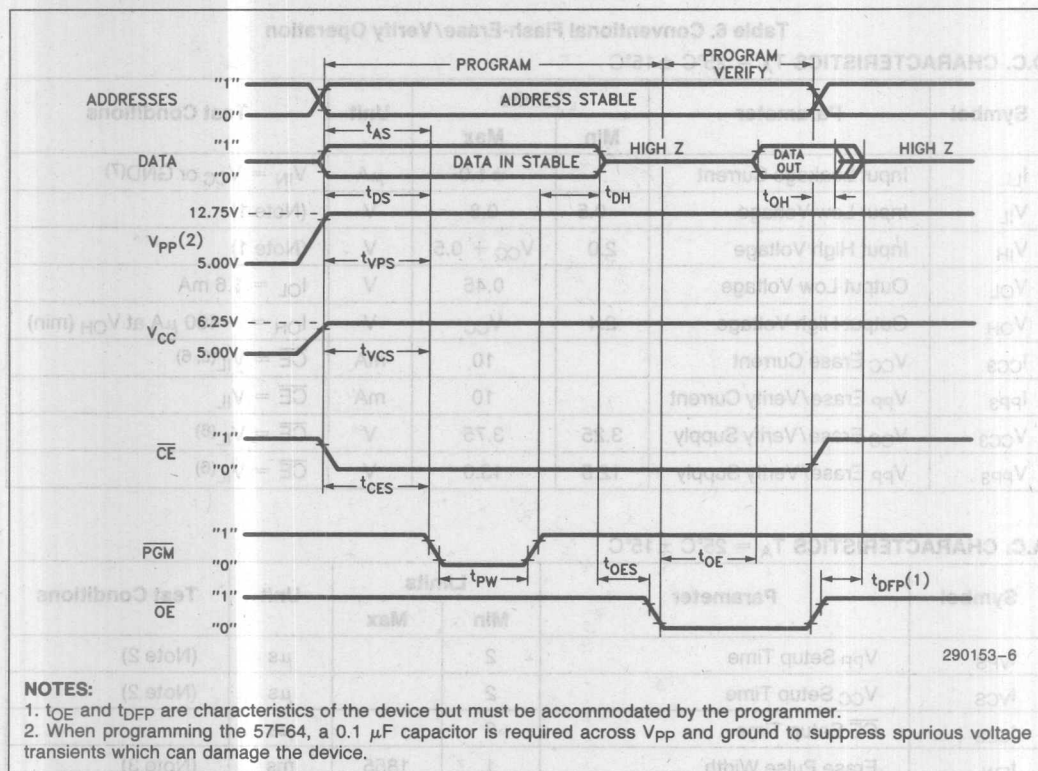 PROGRAM
PROGRAM VERIFY
ADDRESSES
"1"
"0"
ADDRESS STABLE
tAS
DATA
"1"
"0"
DATA IN STABLE
HIGH Z
DATA OUT
HIGH Z
tDS
tDH
tOH
12.75V
VPP(2)
5.00V
tVPS
6.25V
VCC
5.00V
tVCS
CE
"1"
"0"
tCES
PGM
"1"
"0"
tPW
tOES
tOE
tDFP(1)
OE
"1"
"0"
290153-6
NOTES:
1. tOE and tDFP are characteristics of the device but must be accommodated by the programmer.
2. When programming the 57F64, a 0.1 μF capacitor is required across VPP and ground to suppress spurious voltage
transients which can damage the device.